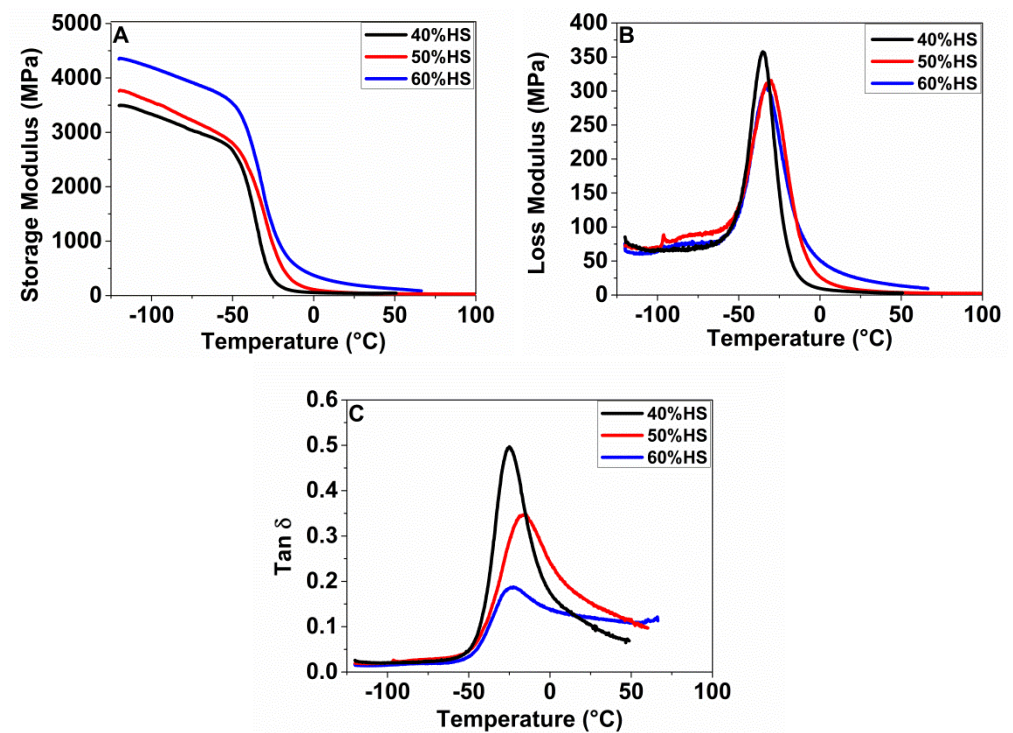 A
40%HS
50%HS
60%HS
5000
4000
3000
2000
1000
0
-100 -50 0 50 100
Storage Modulus (MPa)
Temperature (°C)
B
40%HS
50%HS
60%HS
400
350
300
250
200
150
100
50
0
-100 -50 0 50 100
Loss Modulus (MPa)
Temperature (°C)
C
40%HS
50%HS
60%HS
0.6
0.5
0.4
0.3
0.2
0.1
0.0
-100 -50 0 50 100
Tan δ
Temperature (°C)